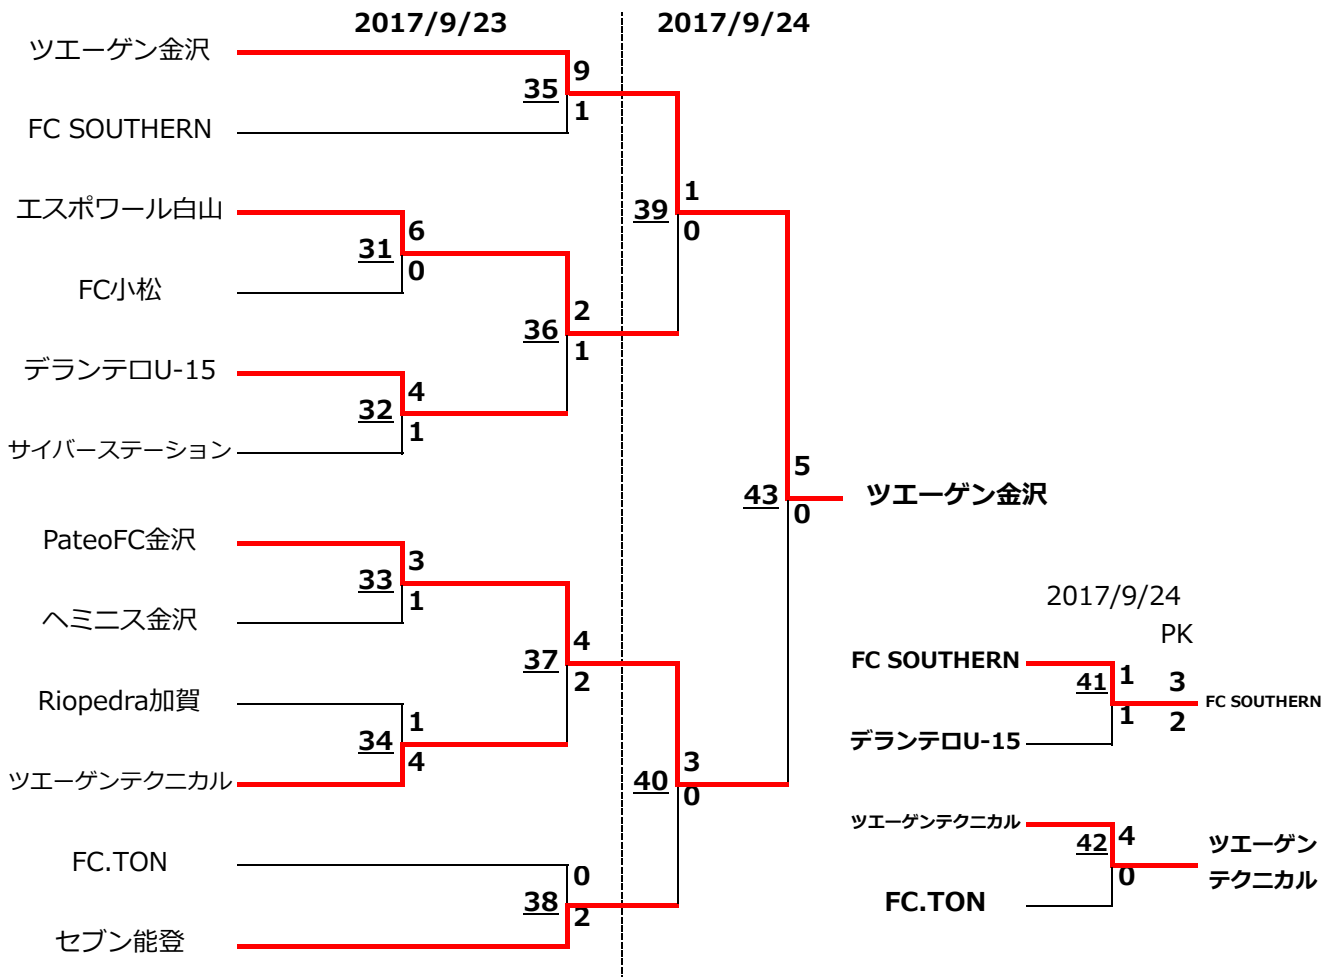 2017/9/23
2017/9/24
ツエーゲン金沢
9
35
1
FC SOUTHERN
エスポワール白山
6
31
0
FC小松
1
39
0
2
36
1
デランテロU-15
4
32
1
サイバーステーション
5
43
0
ツエーゲン金沢
PateoFC金沢
3
33
1
ヘミニス金沢
4
37
2
Riopedra加賀
1
34
4
ツエーゲンテクニカル
3
40
0
FC.TON
0
38
2
セブン能登
2017/9/24
PK
FC SOUTHERN
41
1
3
1
2
FC SOUTHERN
デランテロU-15
ツエーゲンテクニカル
42
4
0
ツエーゲン
テクニカル
FC.TON